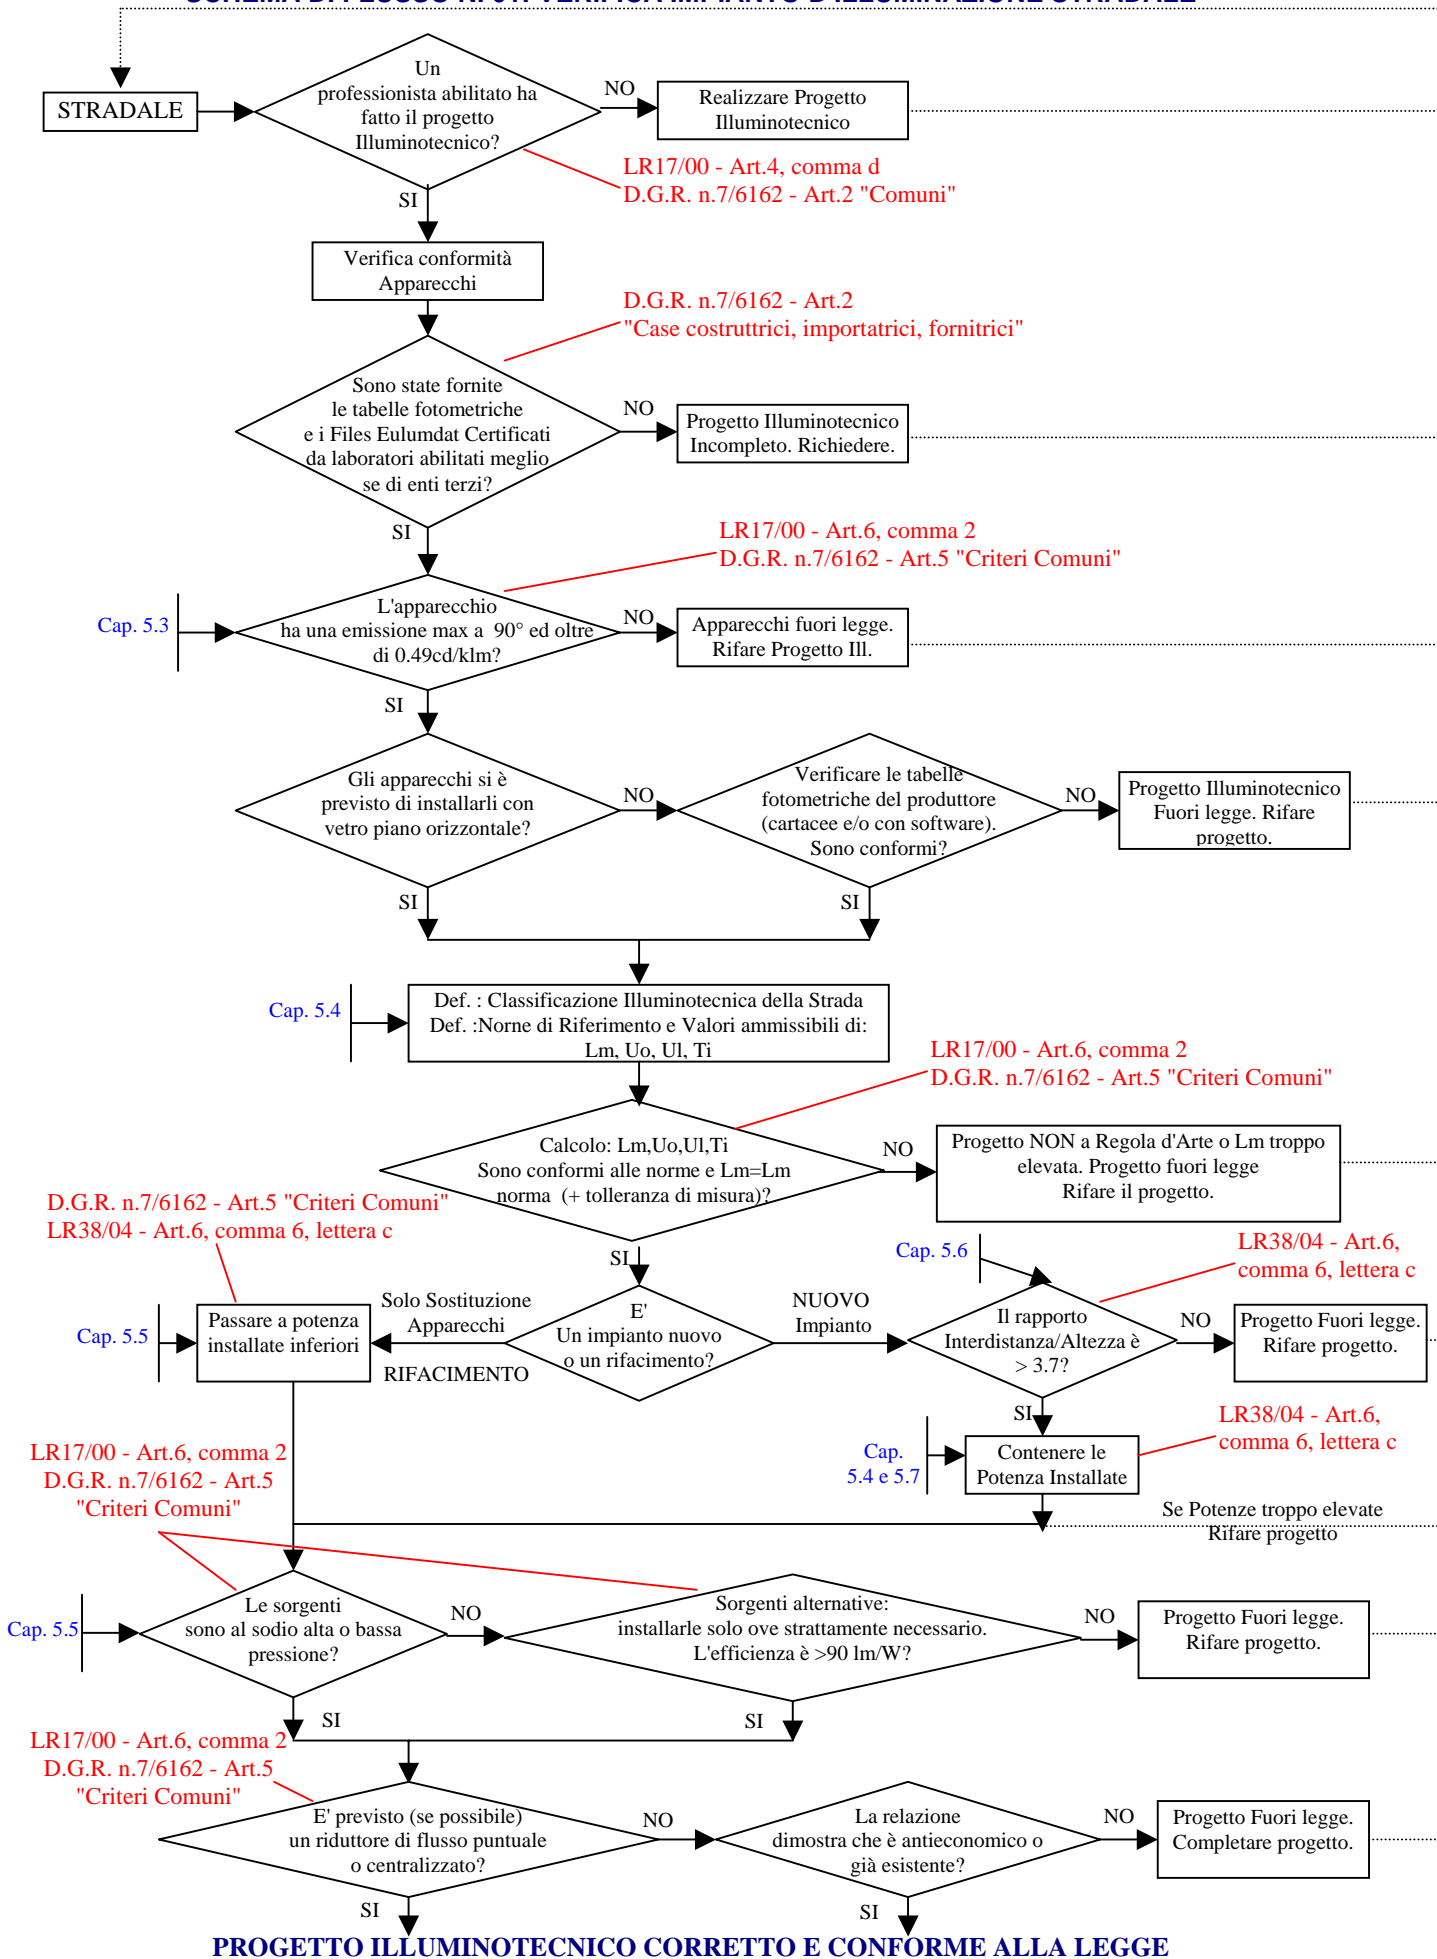 SCHEMA DI FLUSSO N. 01: VERIFICA IMPIANTO D'ILLUMINAZIONE STRADALE
STRADALE
Un
professionista abilitato ha
fatto il progetto
Illuminotecnico?
NO
Realizzare Progetto
Illuminotecnico
LR17/00 - Art.4, comma d
D.G.R. n.7/6162 - Art.2 "Comuni"
SI
Verifica conformità
Apparecchi
D.G.R. n.7/6162 - Art.2
"Case costruttrici, importatrici, fornitrici"
Sono state fornite
le tabelle fotometriche
e i Files Eulumdat Certificati
da laboratori abilitati meglio
se di enti terzi?
NO
Progetto Illuminotecnico
Incompleto. Richiedere.
SI
LR17/00 - Art.6, comma 2
D.G.R. n.7/6162 - Art.5 "Criteri Comuni"
Cap. 5.3
L'apparecchio
ha una emissione max a 90° ed oltre
di 0.49cd/klm?
NO
Apparecchi fuori legge.
Rifare Progetto Ill.
SI
Gli apparecchi si è
previsto di installarli con
vetro piano orizzontale?
NO
Verificare le tabelle
fotometriche del produttore
(cartacee e/o con software).
Sono conformi?
NO
Progetto Illuminotecnico
Fuori legge. Rifare
progetto.
SI
SI
Cap. 5.4
Def. : Classificazione Illuminotecnica della Strada
Def. :Norne di Riferimento e Valori ammissibili di:
Lm, Uo, Ul, Ti
LR17/00 - Art.6, comma 2
D.G.R. n.7/6162 - Art.5 "Criteri Comuni"
Calcolo: Lm,Uo,Ul,Ti
Sono conformi alle norme e Lm=Lm
norma (+ tolleranza di misura)?
NO
Progetto NON a Regola d'Arte o Lm troppo
elevata. Progetto fuori legge
Rifare il progetto.
D.G.R. n.7/6162 - Art.5 "Criteri Comuni"
LR38/04 - Art.6, comma 6, lettera c
SI
Cap. 5.6
LR38/04 - Art.6,
comma 6, lettera c
Cap. 5.5
Passare a potenza
installate inferiori
Solo Sostituzione
Apparecchi
RIFACIMENTO
E'
Un impianto nuovo
o un rifacimento?
NUOVO
Impianto
Il rapporto
Interdistanza/Altezza è
> 3.7?
NO
Progetto Fuori legge.
Rifare progetto.
SI
LR38/04 - Art.6,
comma 6, lettera c
Cap.
5.4 e 5.7
Contenere le
Potenza Installate
LR17/00 - Art.6, comma 2
D.G.R. n.7/6162 - Art.5
"Criteri Comuni"
Se Potenze troppo elevate
Rifare progetto
Cap. 5.5
Le sorgenti
sono al sodio alta o bassa
pressione?
NO
Sorgenti alternative:
installarle solo ove strattamente necessario.
L'efficienza è >90 lm/W?
NO
Progetto Fuori legge.
Rifare progetto.
SI
SI
LR17/00 - Art.6, comma 2
D.G.R. n.7/6162 - Art.5
"Criteri Comuni"
E' previsto (se possibile)
un riduttore di flusso puntuale
o centralizzato?
NO
La relazione
dimostra che è antieconomico o
già esistente?
NO
Progetto Fuori legge.
Completare progetto.
SI
SI
PROGETTO ILLUMINOTECNICO CORRETTO E CONFORME ALLA LEGGE